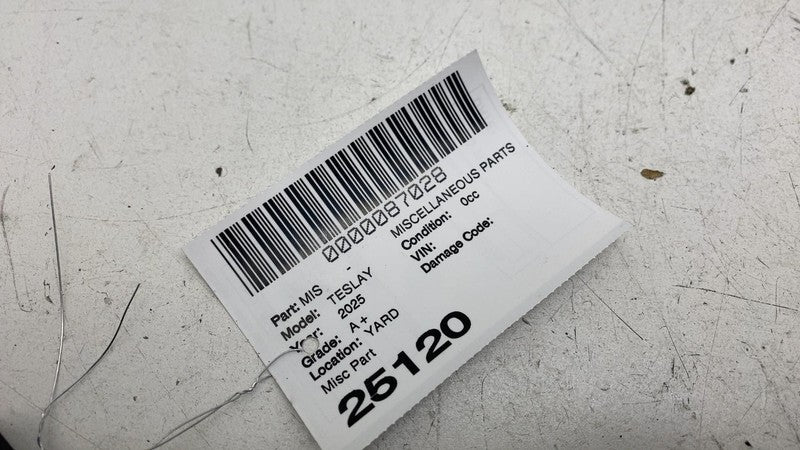 0000087028
Part: MIS - MISCELLANEOUS PARTS
Model: TESLAY Condition: 0cc
Year: 2025 VIN:
Grade: A+ Damage Code:
Location: YARD
Misc Part
25120